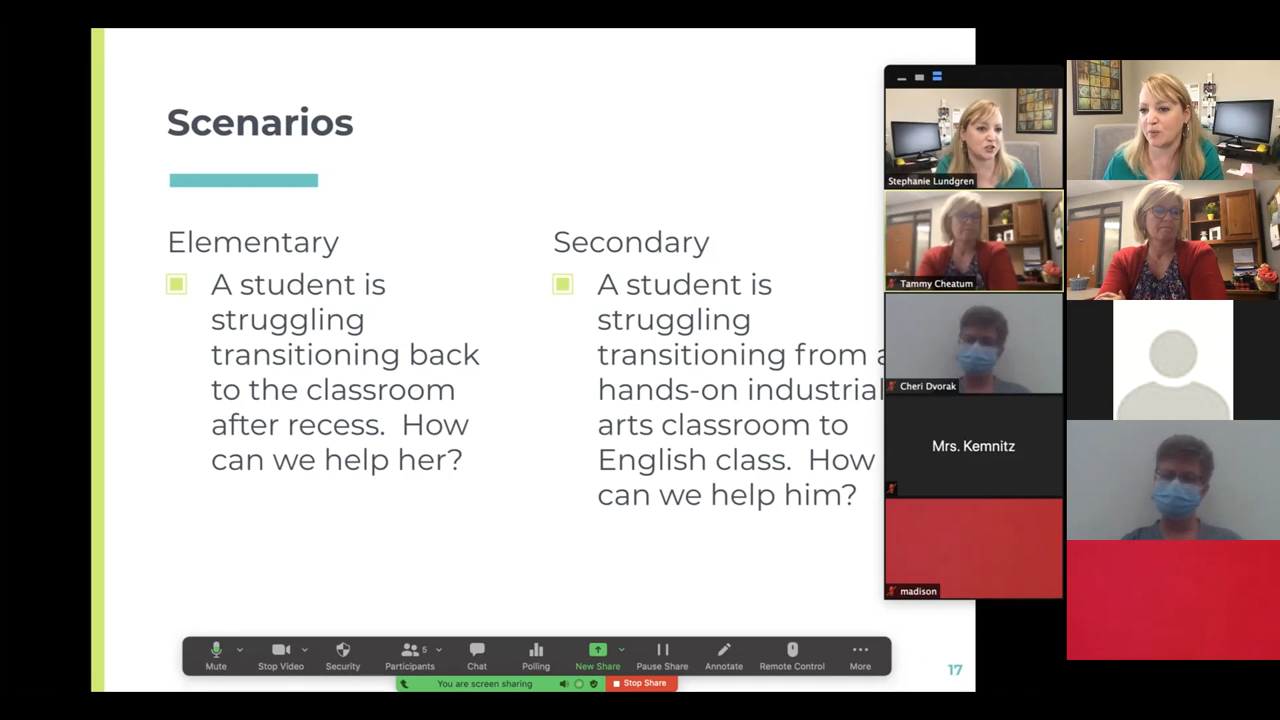 Scenarios
Elementary
A student is
struggling
transitioning back
to the classroom
after recess. How
can we help her?
Secondary
A student is
struggling
transitioning from a
hands-on industrial
arts classroom to
English class. How
can we help him?
Stephanie Lundgren
Tammy Cheatum
Cheri Dvorak
Mrs. Kemnitz
madison
Mute
Stop Video
Security
Participants
5
Chat
Polling
New Share
Pause Share
Annotate
Remote Control
More
You are screen sharing
Stop Share
17